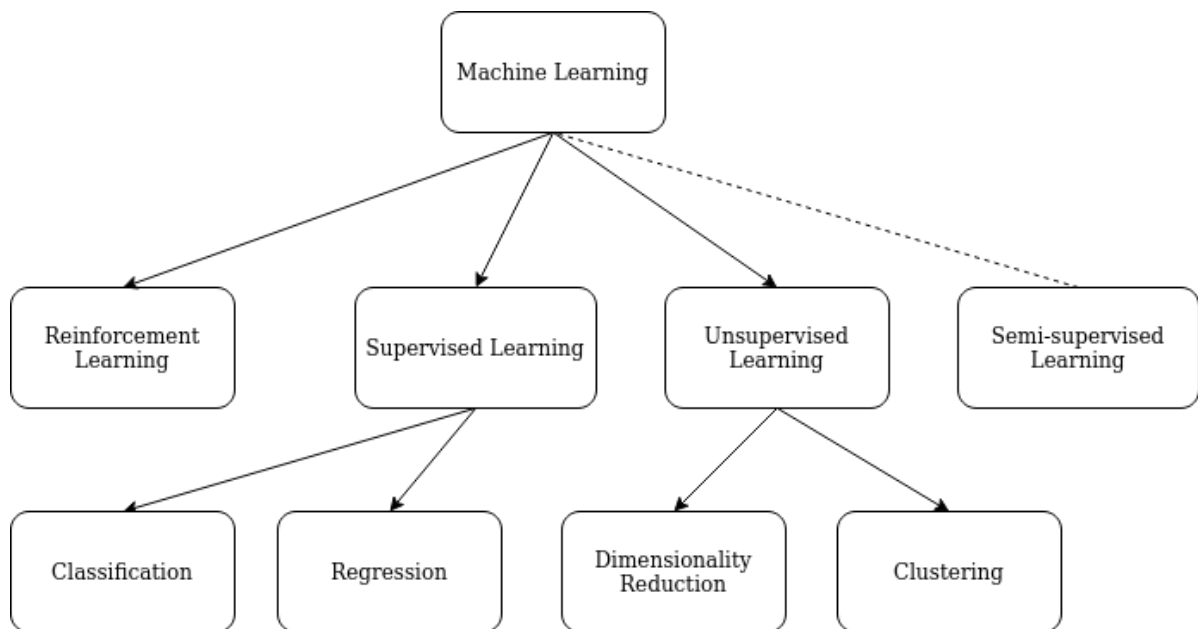 Machine Learning
Reinforcement
Learning
Supervised Learning
Unsupervised
Learning
Semi-supervised
Learning
Classification
Regression
Dimensionality
Reduction
Clustering